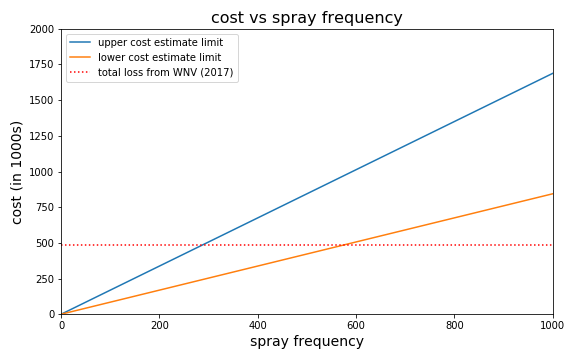 cost vs spray frequency
2000
1750
1500
1250
1000
750
500
250
0
cost (in 1000s)
upper cost estimate limit
lower cost estimate limit
total loss from WNV (2017)
0 200 400 600 800 1000
spray frequency